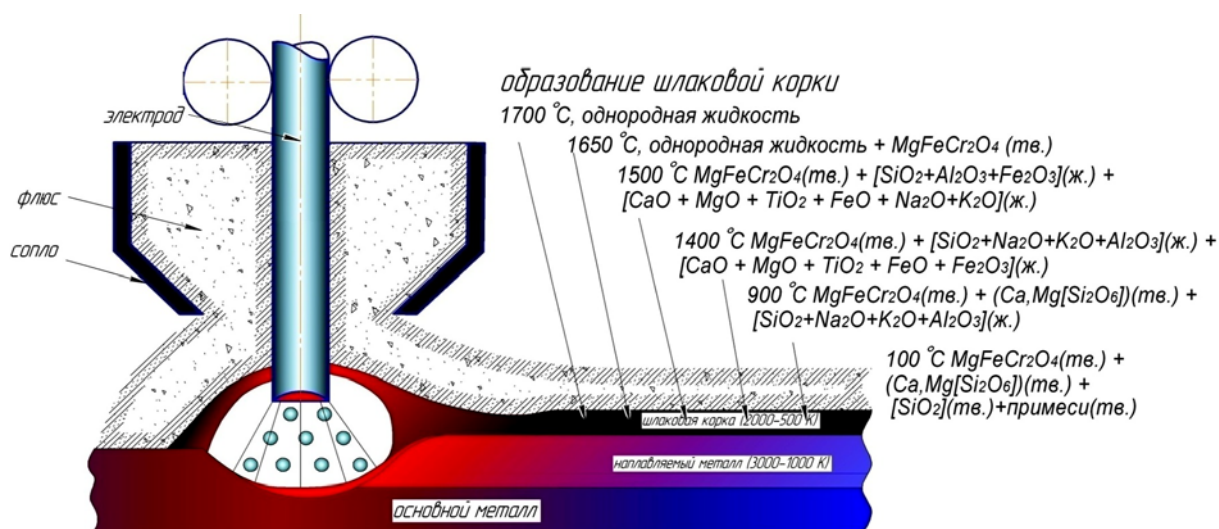 образование шлаковой корки
1700 °С, однородная жидкость
электрод
1650 °С, однородная жидкость + MgFeCr2O4 (тв.)
1500 °С MgFeCr2O4(тв.) + [SiO2+Al2O3+Fe2O3](ж.) +
[CaO + MgO + TiO2 + FeO + Na2O+K2O](ж.)
флюс
сопло
1400 °С MgFeCr2O4(тв.) + [SiO2+Na2O+K2O+Al2O3](ж.) +
[CaO + MgO + TiO2 + FeO + Fe2O3](ж.)
900 °С MgFeCr2O4(тв.) + (Ca,Mg[Si2O6])(тв.) +
[SiO2+Na2O+K2O+Al2O3](ж.)
100 °С MgFeCr2O4(тв.) +
(Ca,Mg[Si2O6])(тв.) +
[SiO2](тв.)+примеси(тв.)
шлаковая корка (2000-500 К)
наплавляемый металл (3000-1000 К)
основной металл